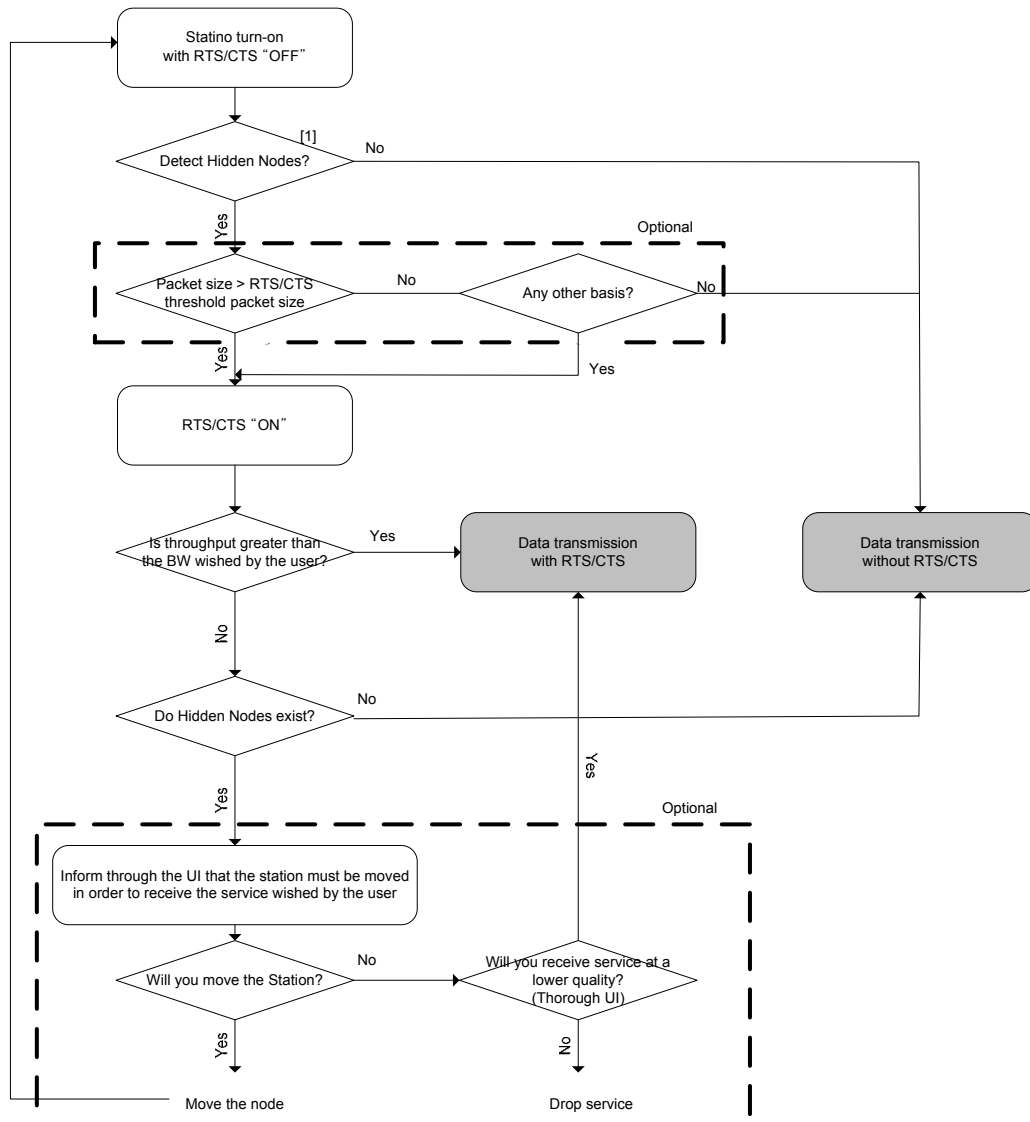 Statino turn-on
with RTS/CTS “OFF”
[1]
Detect Hidden Nodes?
No
Yes
Optional
Packet size > RTS/CTS
threshold packet size
No
Any other basis?
No
Yes
Yes
RTS/CTS “ON”
Is throughput greater than
the BW wished by the user?
Yes
Data transmission
with RTS/CTS
Data transmission
without RTS/CTS
No
Do Hidden Nodes exist?
No
Yes
Yes
Optional
Inform through the UI that the station must be moved
in order to receive the service wished by the user
Will you move the Station?
No
Will you receive service at a
lower quality?
(Thorough UI)
Yes
No
Move the node
Drop service